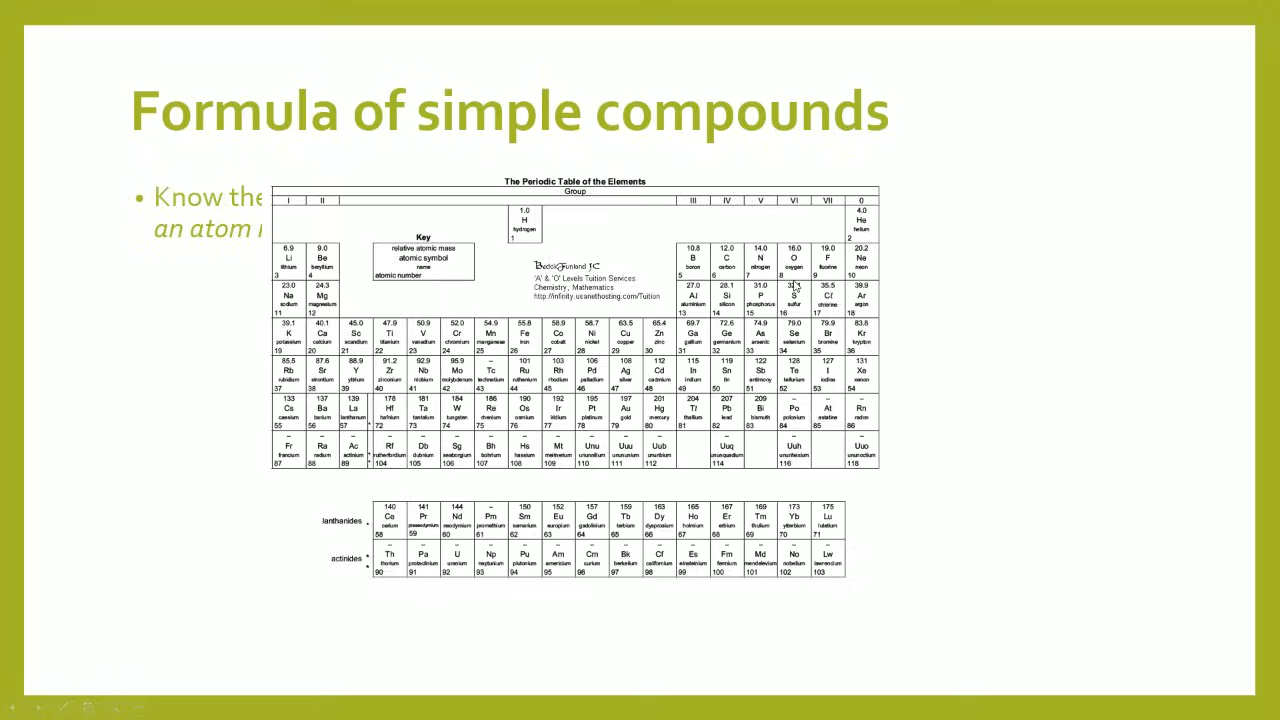 Formula of simple compounds
• Know the
an atom
The Periodic Table of the Elements
Group
I II III IV V VI VII 0
1.0 4.0
H He
hydrogen helium
1 2
Key
relative atomic mass
atomic symbol
name
atomic number
6.9 9.0 10.8 12.0 14.0 16.0 19.0 20.2
Li Be B C N O F Ne
lithium beryllium boron carbon nitrogen oxygen fluorine neon
3 4 5 6 7 8 9 10
Bedok Funland JC
'A' & 'O' Levels Tuition Services
Chemistry, Mathematics
http://infinity.usanethosting.com/Tuition
23.0 24.3 27.0 28.1 31.0 35.5 39.9
Na Mg Al Si P S Cl Ar
sodium magnesium aluminium silicon phosphorus sulfur chlorine argon
11 12 13 14 15 16 17 18
39.1 40.1 45.0 47.9 50.9 52.0 54.9 55.8 58.9 58.7 63.5 65.4 69.7 72.6 74.9 79.0 79.9 83.8
K Ca Sc Ti V Cr Mn Fe Co Ni Cu Zn Ga Ge As Se Br Kr
potassium calcium scandium titanium vanadium chromium manganese iron cobalt nickel copper zinc gallium germanium arsenic selenium bromine krypton
19 20 21 22 23 24 25 26 27 28 29 30 31 32 33 34 35 36
85.5 87.6 88.9 91.2 92.9 95.9 – 101 103 106 108 112 115 119 122 128 127 131
Rb Sr Y Zr Nb Mo Tc Ru Rh Pd Ag Cd In Sn Sb Te I Xe
rubidium strontium yttrium zirconium niobium molybdenum technetium ruthenium rhodium palladium silver cadmium indium tin antimony tellurium iodine xenon
37 38 39 40 41 42 43 44 45 46 47 48 49 50 51 52 53 54
133 137 139 178 181 184 186 190 192 195 197 201 204 207 209 – – –
Cs Ba La Hf Ta W Re Os Ir Pt Au Hg Tl Pb Bi Po At Rn
caesium barium lanthanum hafnium tantalum tungsten rhenium osmium iridium platinum gold mercury thallium lead bismuth polonium astatine radon
55 56 57 * 72 73 74 75 76 77 78 79 80 81 82 83 84 85 86
– – – – – – – – – – – – – – –
Fr Ra Ac Rf Db Sg Bh Hs Mt Uun Uuu Uub Uuq Uuh Uuo
francium radium actinium rutherfordium dubnium seaborgium bohrium hassium meitnerium ununnilium unununium ununbium ununquadium ununhexium ununoctium
87 88 89 * * 104 105 106 107 108 109 110 111 112 114 116 118
140 141 144 – 150 152 157 159 163 165 167 169 173 175
lanthanides * Ce Pr Nd Pm Sm Eu Gd Tb Dy Ho Er Tm Yb Lu
cerium praseodymium neodymium promethium samarium europium gadolinium terbium dysprosium holmium erbium thulium ytterbium lutetium
58 59 60 61 62 63 64 65 66 67 68 69 70 71
– – – – – – – – – – – – – –
actinides * * Th Pa U Np Pu Am Cm Bk Cf Es Fm Md No Lw
thorium protactinium uranium neptunium plutonium americium curium berkelium californium einsteinium fermium mendelevium nobelium lawrencium
90 91 92 93 94 95 96 97 98 99 100 101 102 103